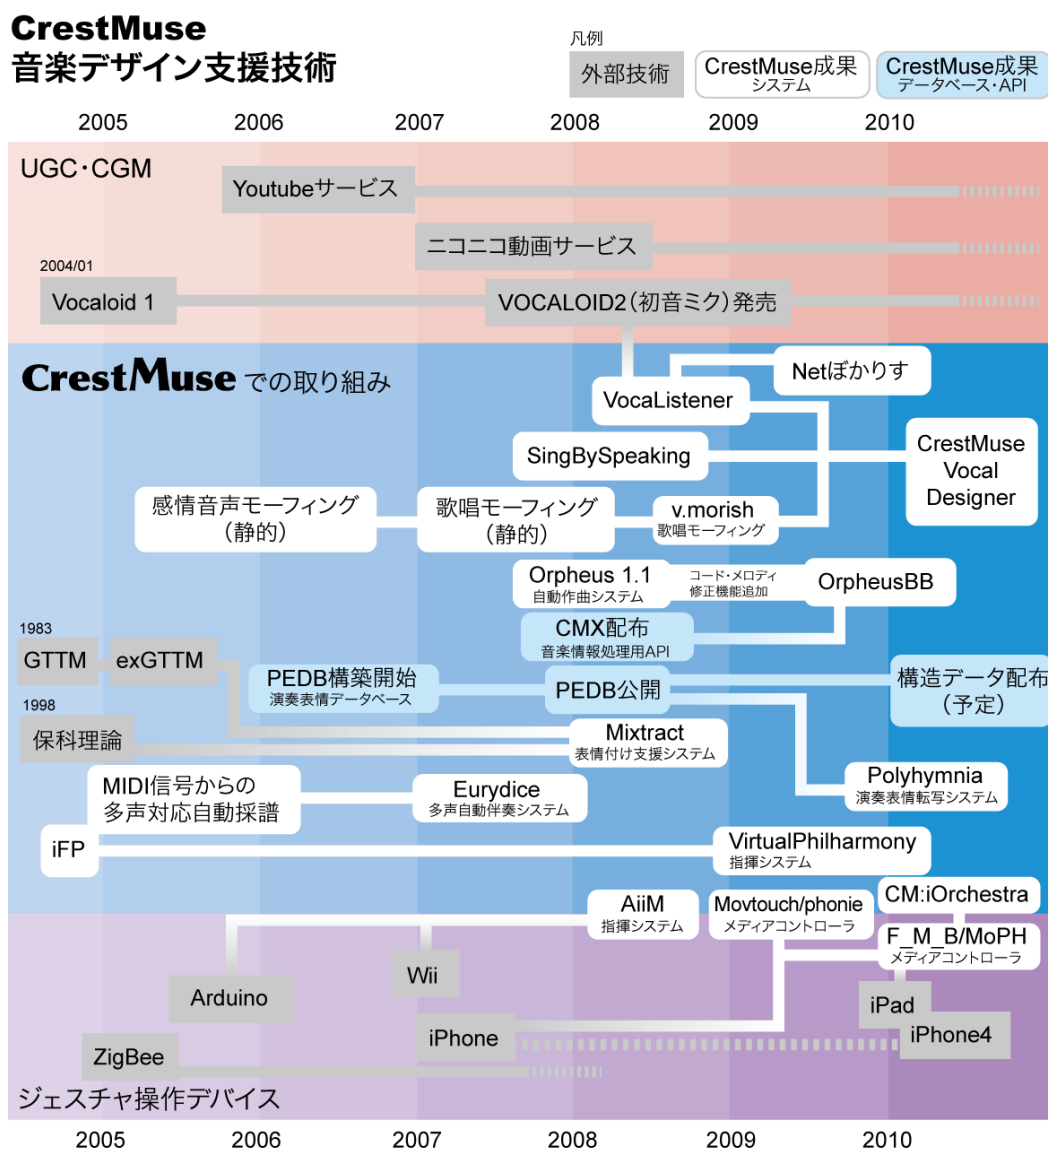 CrestMuse
音楽デザイン支援技術
凡例
外部技術
CrestMuse成果
システム
CrestMuse成果
データベース・API
2005 2006 2007 2008 2009 2010
UGC・CGM
Youtubeサービス
ニコニコ動画サービス
2004/01
Vocaloid 1
VOCALOID2(初音ミク)発売
CrestMuse での取り組み
Netぼかりす
VocaListener
SingBySpeaking
CrestMuse
Vocal
Designer
感情音声モーフィング
(静的)
歌唱モーフィング
(静的)
v.morish
歌唱モーフィング
Orpheus 1.1
自動作曲システム
コード・メロディ
修正機能追加
OrpheusBB
CMX配布
音楽情報処理用API
1983
GTTM
exGTTM
PEDB構築開始
演奏表情データベース
PEDB公開
構造データ配布
(予定)
1998
保科理論
Mixtract
表情付け支援システム
MIDI信号からの
多声対応自動採譜
Eurydice
多声自動伴奏システム
Polyhymnia
演奏表情転写システム
iFP
VirtualPhilharmony
指揮システム
AiiM
指揮システム
Movtouch/phonie
メディアコントローラ
CM:iOrchestra
F_M_B/MoPH
メディアコントローラ
Arduino
Wii
iPad
iPhone
iPhone4
ZigBee
ジェスチャ操作デバイス
2005 2006 2007 2008 2009 2010